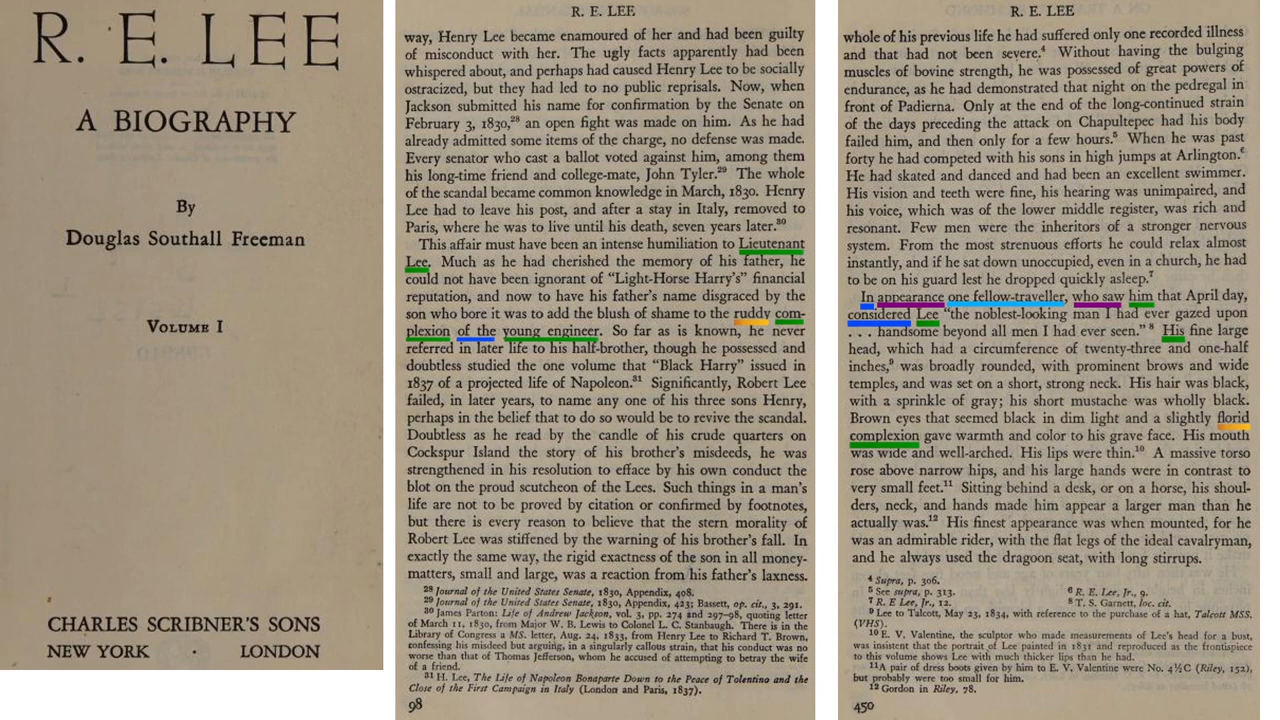 R. E. LEE
A BIOGRAPHY
By
Douglas Southall Freeman
VOLUME I
CHARLES SCRIBNER'S SONS
NEW YORK · LONDON
R. E. LEE
way, Henry Lee became enamoured of her and had been guilty
of misconduct with her. The ugly facts apparently had been
whispered about, and perhaps had caused Henry Lee to be socially
ostracized, but they had led to no public reprisals. Now, when
Jackson submitted his name for confirmation by the Senate on
February 3, 1830,²⁸ an open fight was made on him. As he had
already admitted some items of the charge, no defense was made.
Every senator who cast a ballot voted against him, among them
his long-time friend and college-mate, John Tyler.²⁹ The whole
of the scandal became common knowledge in March, 1830. Henry
Lee had to leave his post, and after a stay in Italy, removed to
Paris, where he was to live until his death, seven years later.³⁰
This affair must have been an intense humiliation to Lieutenant
Lee. Much as he had cherished the memory of his father, he
could not have been ignorant of "Light-Horse Harry's" financial
reputation, and now to have his father's name disgraced by the
son who bore it was to add the blush of shame to the ruddy com-
plexion of the young engineer. So far as is known, he never
referred in later life to his half-brother, though he possessed and
doubtless studied the one volume that "Black Harry" issued in
1837 of a projected life of Napoleon.³¹ Significantly, Robert Lee
failed, in later years, to name any one of his three sons Henry,
perhaps in the belief that to do so would be to revive the scandal.
Doubtless as he read by the candle of his crude quarters on
Cockspur Island the story of his brother's misdeeds, he was
strengthened in his resolution to efface by his own conduct the
blot on the proud scutcheon of the Lees. Such things in a man's
life are not to be proved by citation or confirmed by footnotes,
but there is every reason to believe that the stern morality of
Robert Lee was stiffened by the warning of his brother's fall. In
exactly the same way, the rigid exactness of the son in all money-
matters, small and large, was a reaction from his father's laxness.
²⁸ Journal of the United States Senate, 1830, Appendix, 408.
²⁹ Journal of the United States Senate, 1830, Appendix, 423; Bassett, op. cit., 3, 291.
³⁰ James Parton: Life of Andrew Jackson, vol. 3, pp. 274 and 297-98, quoting letter
of March 11, 1830, from Major W. B. Lewis to Colonel L. C. Stanbaugh. There is in the
Library of Congress a MS. letter, Aug. 24, 1833, from Henry Lee to Richard T. Brown,
confessing his misdeed but arguing, in a singularly callous strain, that his conduct was no
worse than that of Thomas Jefferson, whom he accused of attempting to betray the wife
of a friend.
³¹ H. Lee, The Life of Napoleon Bonaparte Down to the Peace of Tolentino and the
Close of the First Campaign in Italy (London and Paris, 1837).
98
R. E. LEE
whole of his previous life he had suffered only one recorded illness
and that had not been severe.⁴ Without having the bulging
muscles of bovine strength, he was possessed of great powers of
endurance, as he had demonstrated that night on the pedregal in
front of Padierna. Only at the end of the long-continued strain
of the days preceding the attack on Chapultepec had his body
failed him, and then only for a few hours.⁵ When he was past
forty he had competed with his sons in high jumps at Arlington.⁶
He had skated and danced and had been an excellent swimmer.
His vision and teeth were fine, his hearing was unimpaired, and
his voice, which was of the lower middle register, was rich and
resonant. Few men were the inheritors of a stronger nervous
system. From the most strenuous efforts he could relax almost
instantly, and if he sat down unoccupied, even in a church, he had
to be on his guard lest he dropped quickly asleep.⁷
In appearance one fellow-traveller, who saw him that April day,
considered Lee "the noblest-looking man I had ever gazed upon
. . . handsome beyond all men I had ever seen." ⁸ His fine large
head, which had a circumference of twenty-three and one-half
inches,⁹ was broadly rounded, with prominent brows and wide
temples, and was set on a short, strong neck. His hair was black,
with a sprinkle of gray; his short mustache was wholly black.
Brown eyes that seemed black in dim light and a slightly florid
complexion gave warmth and color to his grave face. His mouth
was wide and well-arched. His lips were thin.¹⁰ A massive torso
rose above narrow hips, and his large hands were in contrast to
very small feet.¹¹ Sitting behind a desk, or on a horse, his shoul-
ders, neck, and hands made him appear a larger man than he
actually was.¹² His finest appearance was when mounted, for he
was an admirable rider, with the flat legs of the ideal cavalryman,
and he always used the dragoon seat, with long stirrups.
⁴ Supra, p. 306.
⁵ See supra, p. 313. ⁶ R. E. Lee, Jr., 9.
⁷ R. E Lee, Jr., 12. ⁸ T. S. Garnett, loc. cit.
⁹ Lee to Talcott, May 23, 1834, with reference to the purchase of a hat, Talcott MSS.
(VHS).
¹⁰ E. V. Valentine, the sculptor who made measurements of Lee's head for a bust,
was insistent that the portrait of Lee painted in 1831 and reproduced as the frontispiece
to this volume shows Lee with much thicker lips than he had.
¹¹ A pair of dress boots given by him to E. V. Valentine were No. 4½C (Riley, 152),
but probably were too small for him.
¹² Gordon in Riley, 78.
450